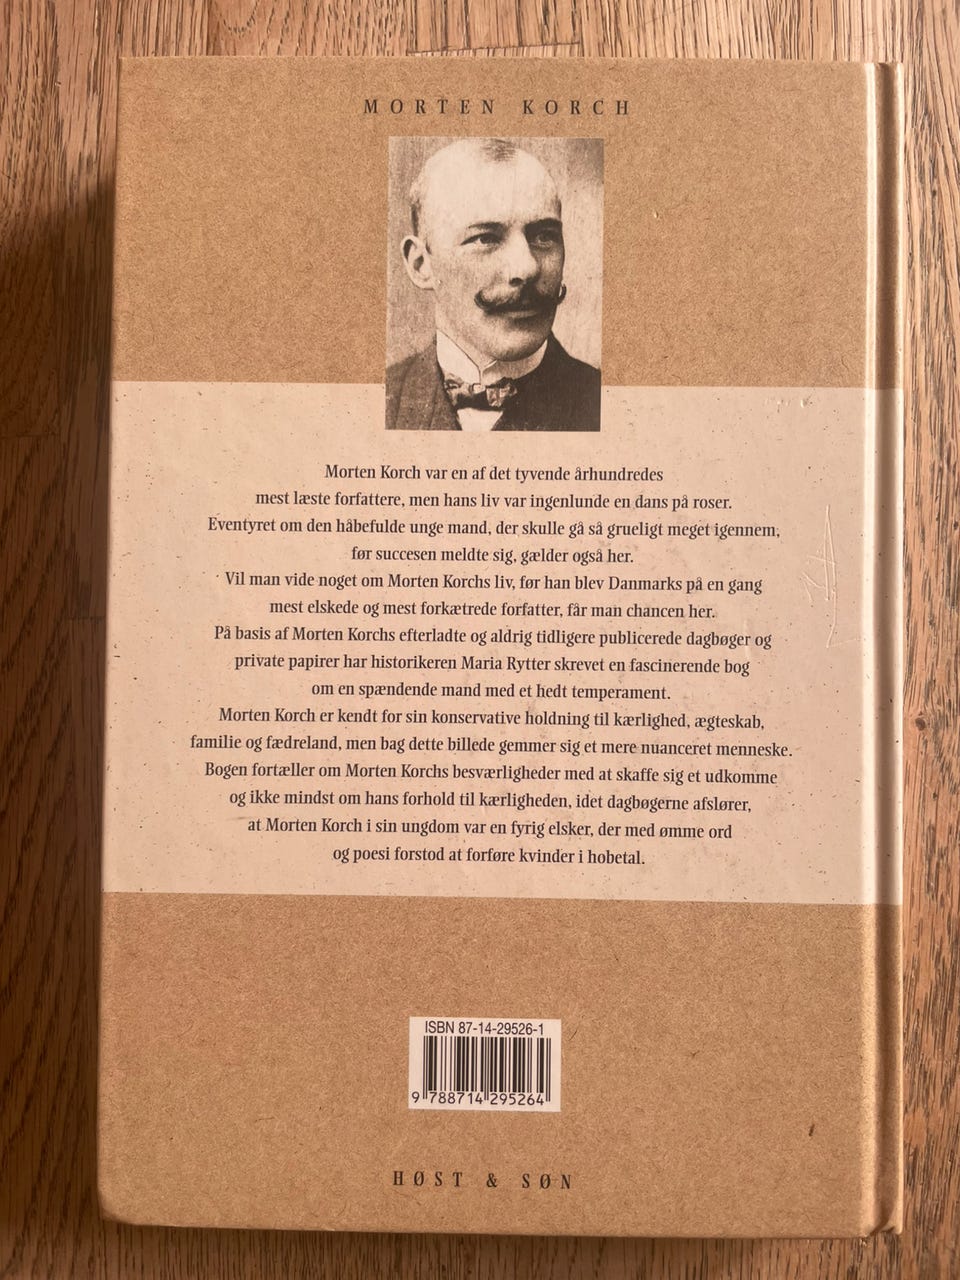 MORTEN KORCH
Morten Korch var en af det tyvende århundredes
mest læste forfattere, men hans liv var ingenlunde en dans på roser.
Eventyret om den håbefulde unge mand, der skulle gå så grueligt meget igennem,
før succesen meldte sig, gælder også her.
Vil man vide noget om Morten Korchs liv, før han blev Danmarks på en gang
mest elskede og mest forkætrede forfatter, får man chancen her.
På basis af Morten Korchs efterladte og aldrig tidligere publicerede dagbøger og
private papirer har historikeren Maria Rytter skrevet en fascinerende bog
om en spændende mand med et hedt temperament.
Morten Korch er kendt for sin konservative holdning til kærlighed, ægteskab,
familie og fædreland, men bag dette billede gemmer sig et mere nuanceret menneske.
Bogen fortæller om Morten Korchs besværligheder med at skaffe sig et udkomme
og ikke mindst om hans forhold til kærligheden, idet dagbøgerne afslører,
at Morten Korch i sin ungdom var en fyrig elsker, der med ømme ord
og poesi forstod at forføre kvinder i hobetal.
ISBN 87-14-29526-1
9 788714 295264
HØST & SØN